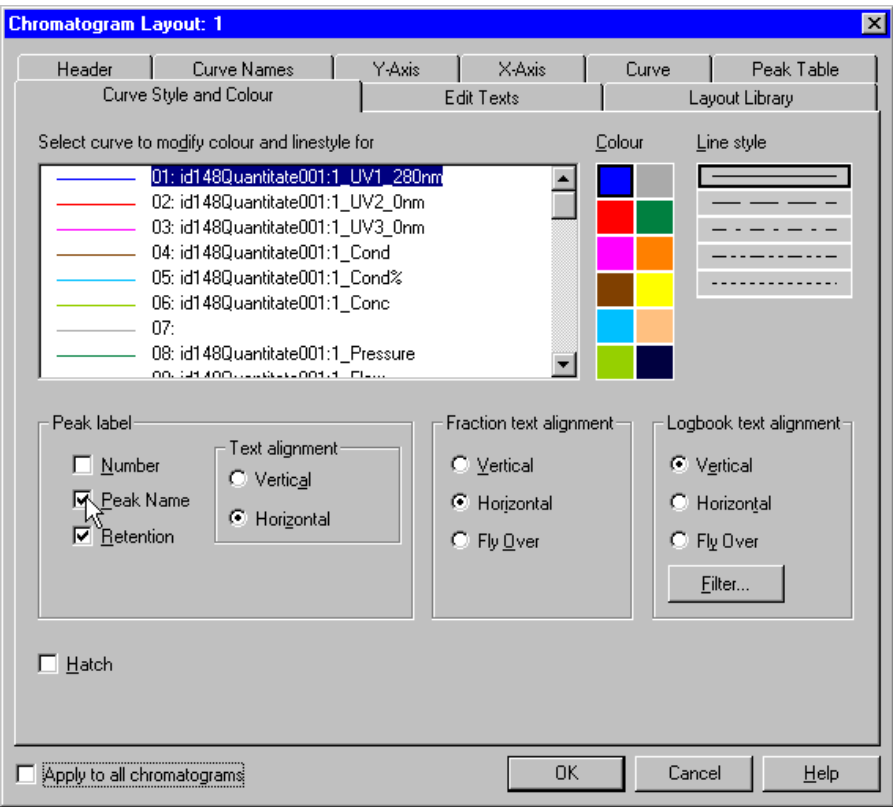 Chromatogram Layout: 1
Header Curve Names Y-Axis X-Axis Curve Peak Table
Curve Style and Colour Edit Texts Layout Library
Select curve to modify colour and linestyle for
Colour
Line style
01: id148Quantitate001:1_UV1_280nm
02: id148Quantitate001:1_UV2_0nm
03: id148Quantitate001:1_UV3_0nm
04: id148Quantitate001:1_Cond
05: id148Quantitate001:1_Cond%
06: id148Quantitate001:1_Conc
07:
08: id148Quantitate001:1_Pressure
09: id148Quantitate001:1_Flow
Peak label
Number
Peak Name
Retention
Text alignment
Vertical
Horizontal
Fraction text alignment
Vertical
Horizontal
Fly Over
Logbook text alignment
Vertical
Horizontal
Fly Over
Filter...
Hatch
Apply to all chromatograms
OK Cancel Help